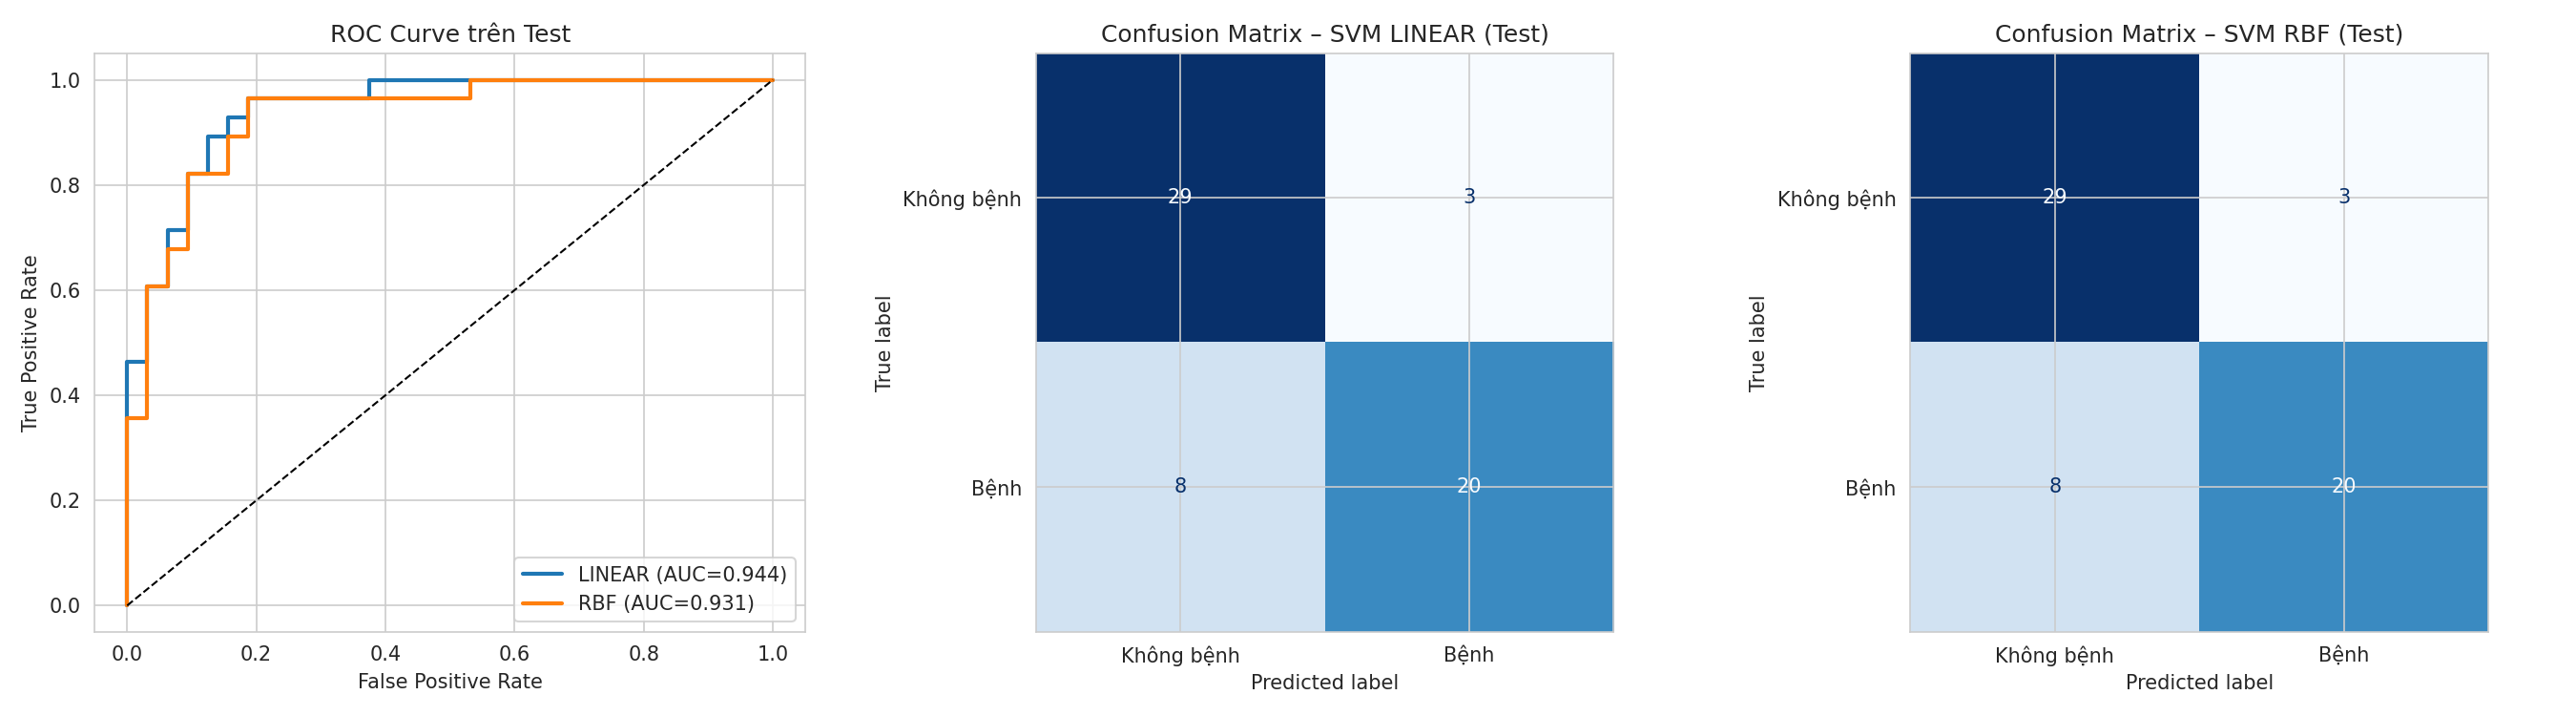 ROC Curve trên Test
1.0
0.8
0.6
0.4
0.2
0.0
True Positive Rate
0.0 0.2 0.4 0.6 0.8 1.0
False Positive Rate
LINEAR (AUC=0.944)
RBF (AUC=0.931)
Confusion Matrix – SVM LINEAR (Test)
True label
Không bệnh
29 3
Bệnh
8 20
Không bệnh Bệnh
Predicted label
Confusion Matrix – SVM RBF (Test)
True label
Không bệnh
29 3
Bệnh
8 20
Không bệnh Bệnh
Predicted label